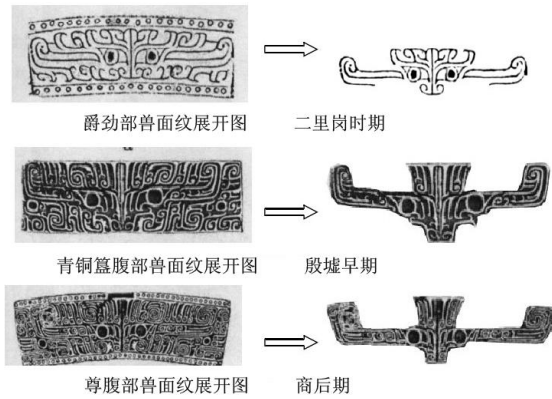 爵劲部兽面纹展开图
二里岗时期
青铜簋腹部兽面纹展开图
殷墟早期
尊腹部兽面纹展开图
商后期